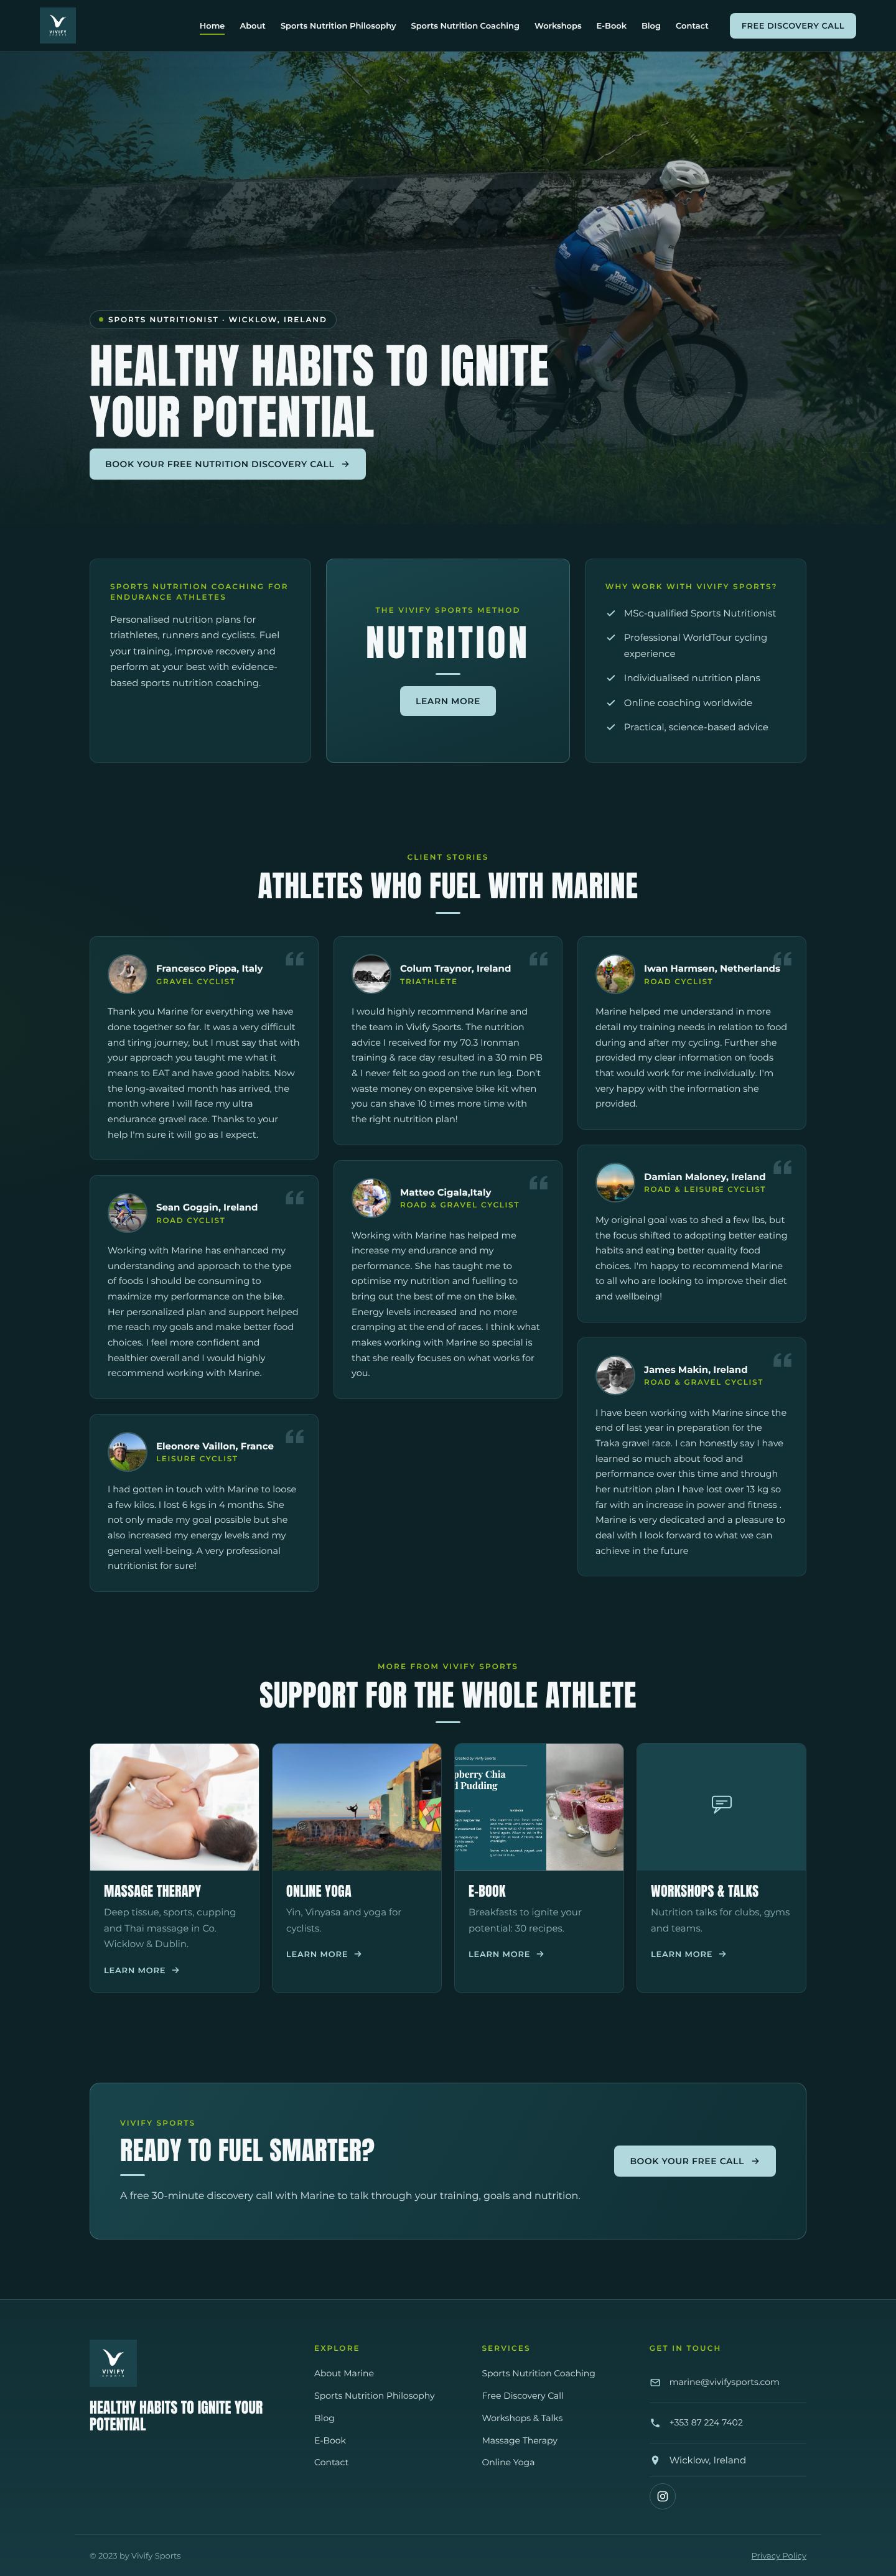 VIVIFY
SPORTS
Home
About
Sports Nutrition Philosophy
Sports Nutrition Coaching
Workshops
E-Book
Blog
Contact
FREE DISCOVERY CALL
SPORTS NUTRITIONIST · WICKLOW, IRELAND
HEALTHY HABITS TO IGNITE
YOUR POTENTIAL
BOOK YOUR FREE NUTRITION DISCOVERY CALL →
SPORTS NUTRITION COACHING FOR
ENDURANCE ATHLETES
Personalised nutrition plans for
triathletes, runners and cyclists. Fuel
your training, improve recovery and
perform at your best with evidence-
based sports nutrition coaching.
THE VIVIFY SPORTS METHOD
NUTRITION
LEARN MORE
WHY WORK WITH VIVIFY SPORTS?
MSc-qualified Sports Nutritionist
Professional WorldTour cycling
experience
Individualised nutrition plans
Online coaching worldwide
Practical, science-based advice
CLIENT STORIES
ATHLETES WHO FUEL WITH MARINE
Francesco Pippa, Italy
GRAVEL CYCLIST
Thank you Marine for everything we have
done together so far. It was a very difficult
and tiring journey, but I must say that with
your approach you taught me what it
means to EAT and have good habits. Now
the long-awaited month has arrived, the
month where I will face my ultra
endurance gravel race. Thanks to your
help I'm sure it will go as I expect.
Sean Goggin, Ireland
ROAD CYCLIST
Working with Marine has enhanced my
understanding and approach to the type
of foods I should be consuming to
maximize my performance on the bike.
Her personalized plan and support helped
me reach my goals and make better food
choices. I feel more confident and
healthier overall and I would highly
recommend working with Marine.
Eleonore Vaillon, France
LEISURE CYCLIST
I had gotten in touch with Marine to loose
a few kilos. I lost 6 kgs in 4 months. She
not only made my goal possible but she
also increased my energy levels and my
general well-being. A very professional
nutritionist for sure!
Colum Traynor, Ireland
TRIATHLETE
I would highly recommend Marine and
the team in Vivify Sports. The nutrition
advice I received for my 70.3 Ironman
training & race day resulted in a 30 min PB
& I never felt so good on the run leg. Don't
waste money on expensive bike kit when
you can shave 10 times more time with
the right nutrition plan!
Matteo Cigala,Italy
ROAD & GRAVEL CYCLIST
Working with Marine has helped me
increase my endurance and my
performance. She has taught me to
optimise my nutrition and fuelling to
bring out the best of me on the bike.
Energy levels increased and no more
cramping at the end of races. I think what
makes working with Marine so special is
that she really focuses on what works for
you.
Iwan Harmsen, Netherlands
ROAD CYCLIST
Marine helped me understand in more
detail my training needs in relation to food
during and after my cycling. Further she
provided my clear information on foods
that would work for me individually. I'm
very happy with the information she
provided.
Damian Maloney, Ireland
ROAD & LEISURE CYCLIST
My original goal was to shed a few lbs, but
the focus shifted to adopting better eating
habits and eating better quality food
choices. I'm happy to recommend Marine
to all who are looking to improve their diet
and wellbeing!
James Makin, Ireland
ROAD & GRAVEL CYCLIST
I have been working with Marine since the
end of last year in preparation for the
Traka gravel race. I can honestly say I have
learned so much about food and
performance over this time and through
her nutrition plan I have lost over 13 kg so
far with an increase in power and fitness .
Marine is very dedicated and a pleasure to
deal with I look forward to what we can
achieve in the future
MORE FROM VIVIFY SPORTS
SUPPORT FOR THE WHOLE ATHLETE
MASSAGE THERAPY
Deep tissue, sports, cupping
and Thai massage in Co.
Wicklow & Dublin.
LEARN MORE →
ONLINE YOGA
Yin, Vinyasa and yoga for
cyclists.
LEARN MORE →
Created by Vivify Sports
pberry Chia
d Pudding
E-BOOK
Breakfasts to ignite your
potential: 30 recipes.
LEARN MORE →
WORKSHOPS & TALKS
Nutrition talks for clubs, gyms
and teams.
LEARN MORE →
VIVIFY SPORTS
READY TO FUEL SMARTER?
A free 30-minute discovery call with Marine to talk through your training, goals and nutrition.
BOOK YOUR FREE CALL →
VIVIFY
SPORTS
HEALTHY HABITS TO IGNITE YOUR
POTENTIAL
EXPLORE
About Marine
Sports Nutrition Philosophy
Blog
E-Book
Contact
SERVICES
Sports Nutrition Coaching
Free Discovery Call
Workshops & Talks
Massage Therapy
Online Yoga
GET IN TOUCH
marine@vivifysports.com
+353 87 224 7402
Wicklow, Ireland
© 2023 by Vivify Sports
Privacy Policy